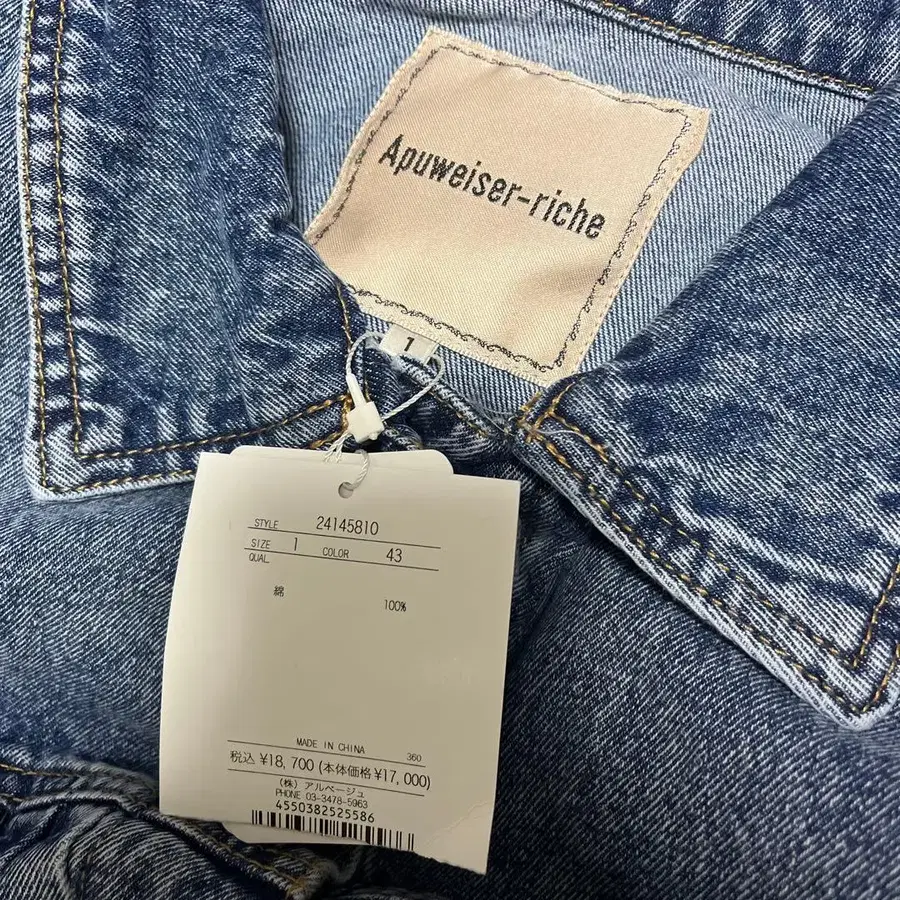 Apuweiser-riche
1
STYLE 24145810
SIZE 1 COLOR 43
QUAL
綿 100%
MADE IN CHINA 360
税込 ¥18,700 (本体価格¥17,000)
(株) アルページュ
PHONE 03-3478-5963
4550382525586